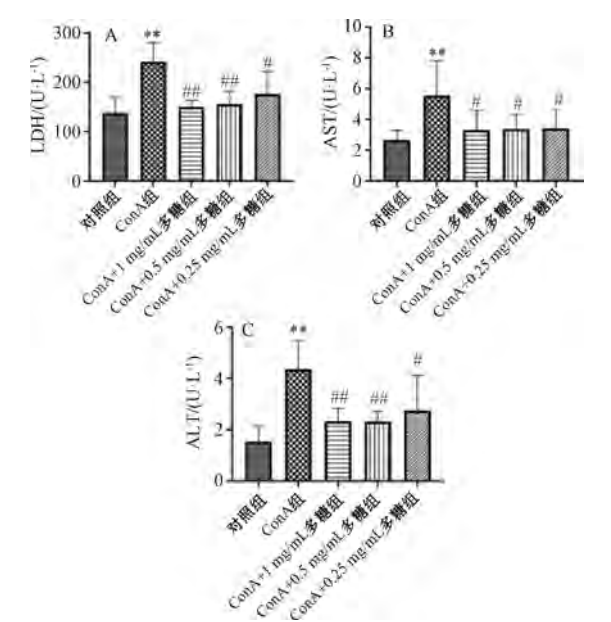 A
LDH/(U·L⁻¹)
300
200
100
0
**
##
##
#
对照组
ConA组
ConA+1 mg/mL多糖组
ConA+0.5 mg/mL多糖组
ConA+0.25 mg/mL多糖组
B
AST/(U·L⁻¹)
10
8
6
4
2
0
**
#
#
#
对照组
ConA组
ConA+1 mg/mL多糖组
ConA+0.5 mg/mL多糖组
ConA+0.25 mg/mL多糖组
C
ALT/(U·L⁻¹)
6
4
2
0
**
##
##
#
对照组
ConA组
ConA+1 mg/mL多糖组
ConA+0.5 mg/mL多糖组
ConA+0.25 mg/mL多糖组